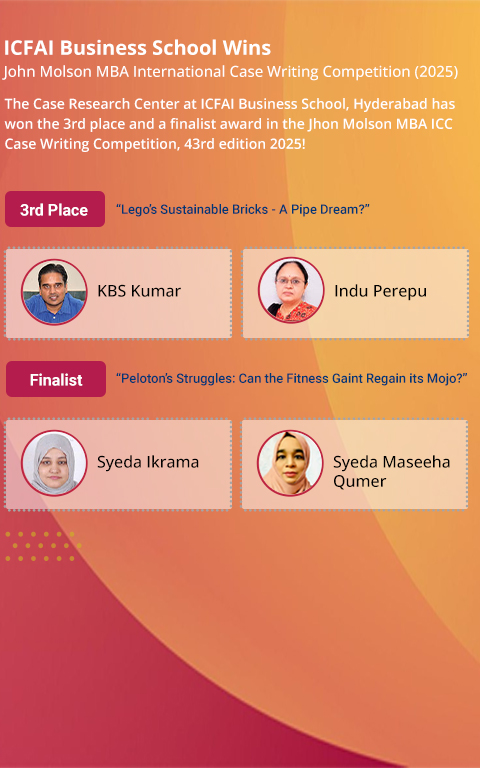 ICFAI Business School Wins
John Molson MBA International Case Writing Competition (2025)
The Case Research Center at ICFAI Business School, Hyderabad has
won the 3rd place and a finalist award in the Jhon Molson MBA ICC
Case Writing Competition, 43rd edition 2025!
3rd Place
“Lego’s Sustainable Bricks - A Pipe Dream?”
KBS Kumar
Indu Perepu
Finalist
“Peloton’s Struggles: Can the Fitness Gaint Regain its Mojo?”
Syeda Ikrama
Syeda Maseeha
Qumer